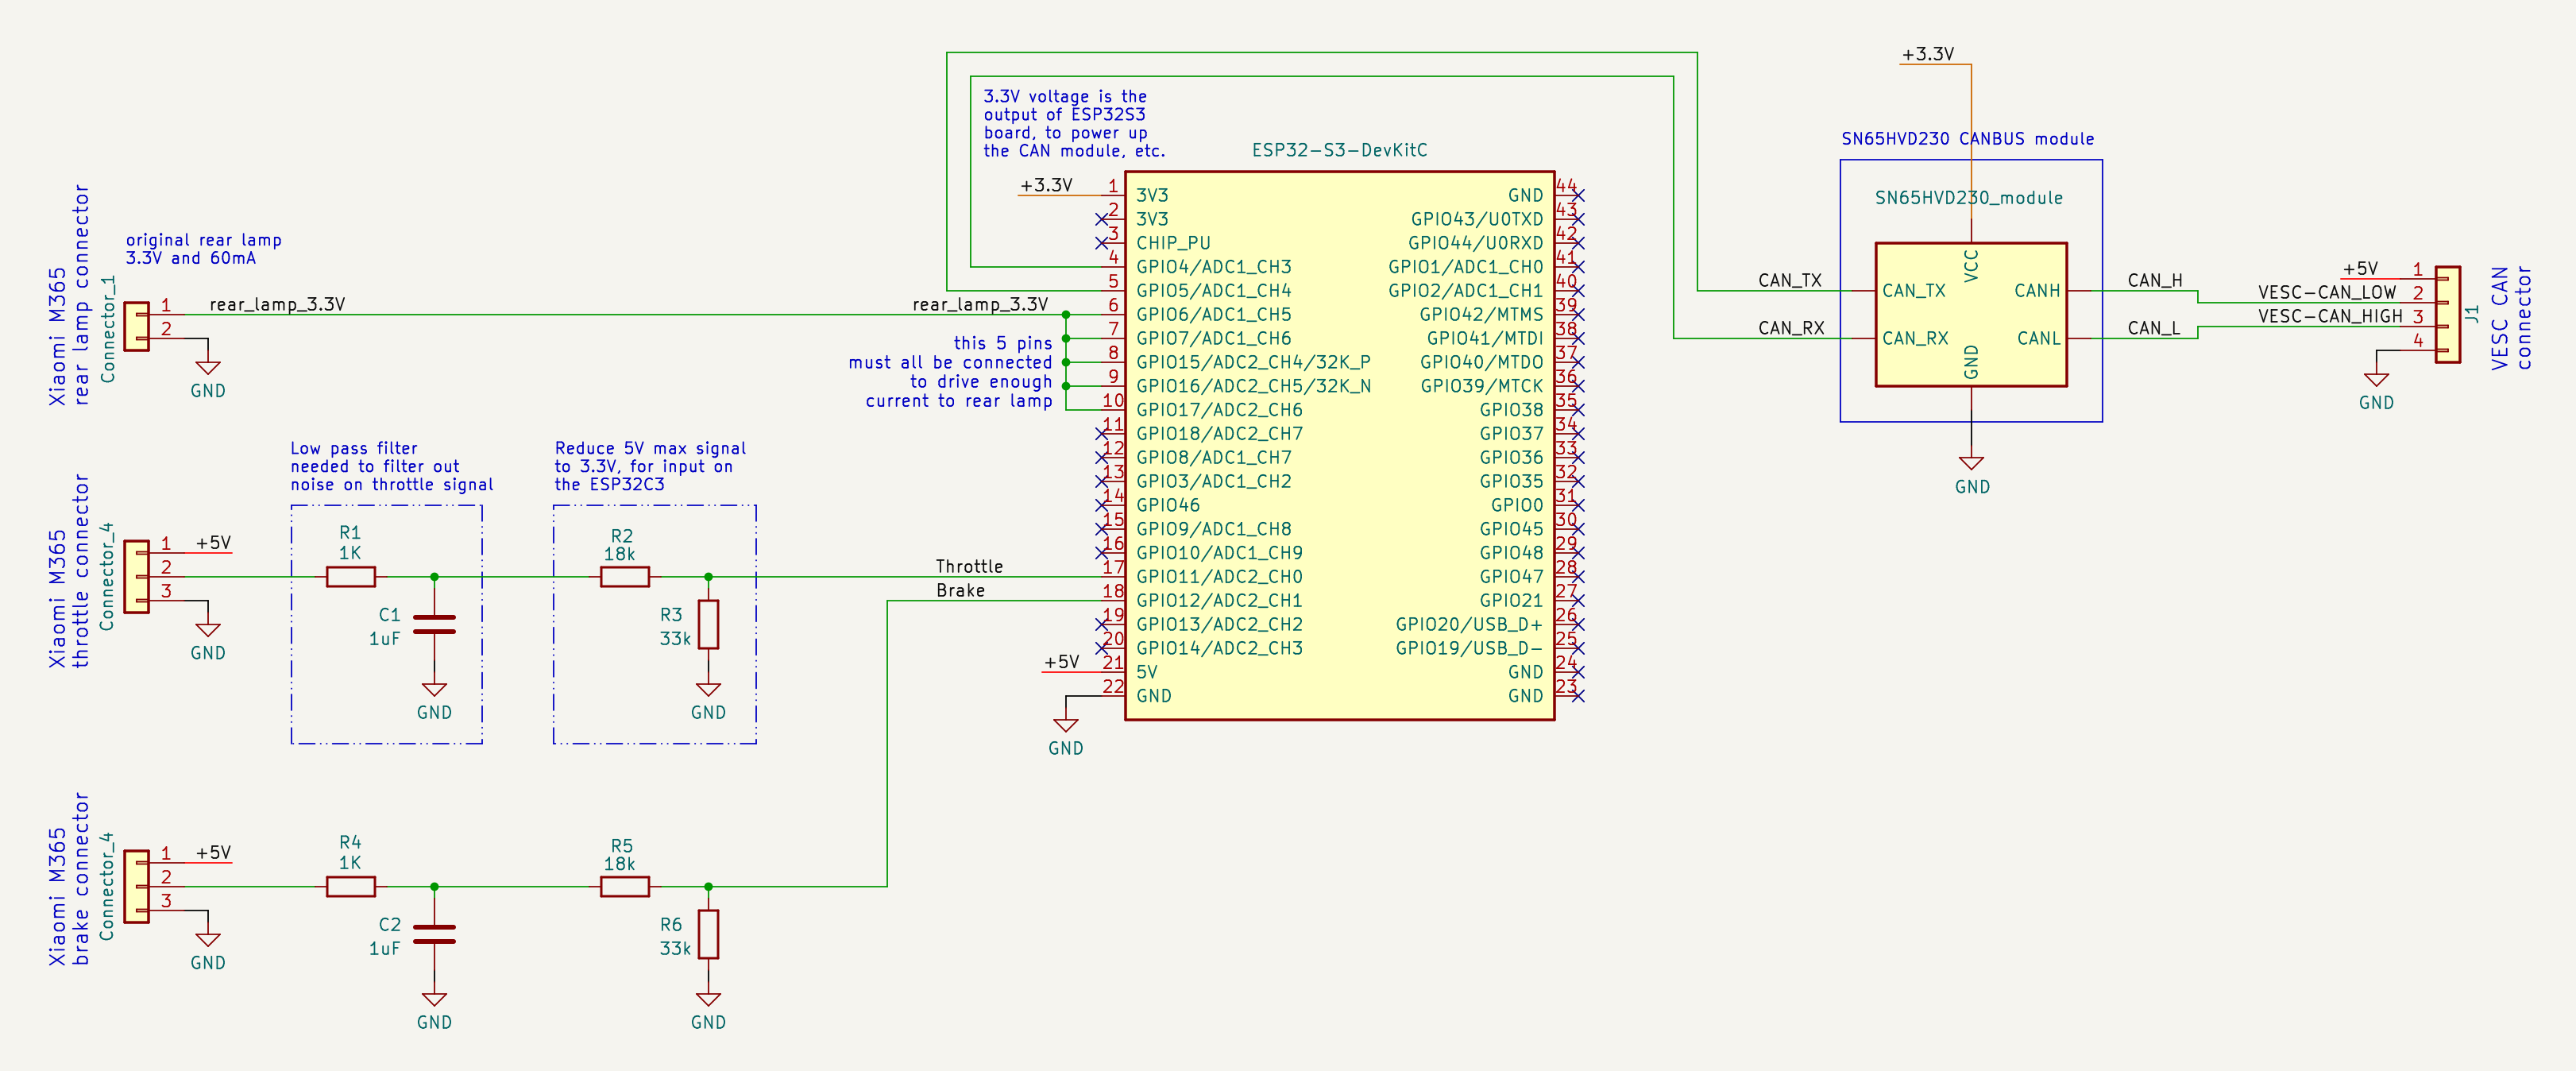 +3.3V
3.3V voltage is the
output of ESP32S3
board, to power up
the CAN module, etc.
ESP32-S3-DevKitC
SN65HVD230 CANBUS module
SN65HVD230_module
Xiaomi M365
rear lamp connector
Connector_1
original rear lamp
3.3V and 60mA
1
2
rear_lamp_3.3V
GND
rear_lamp_3.3V
this 5 pins
must all be connected
to drive enough
current to rear lamp
Xiaomi M365
throttle connector
Connector_4
1
2
3
+5V
GND
Low pass filter
needed to filter out
noise on throttle signal
R1
1K
C1
1uF
GND
Reduce 5V max signal
to 3.3V, for input on
the ESP32C3
R2
18k
R3
33k
GND
Throttle
Brake
Xiaomi M365
brake connector
Connector_4
1
2
3
+5V
GND
R4
1K
C2
1uF
GND
R5
18k
R6
33k
GND
+3.3V
+5V
GND
1 3V3
2 3V3
3 CHIP_PU
4 GPIO4/ADC1_CH3
5 GPIO5/ADC1_CH4
6 GPIO6/ADC1_CH5
7 GPIO7/ADC1_CH6
8 GPIO15/ADC2_CH4/32K_P
9 GPIO16/ADC2_CH5/32K_N
10 GPIO17/ADC2_CH6
11 GPIO18/ADC2_CH7
12 GPIO8/ADC1_CH7
13 GPIO3/ADC1_CH2
14 GPIO46
15 GPIO9/ADC1_CH8
16 GPIO10/ADC1_CH9
17 GPIO11/ADC2_CH0
18 GPIO12/ADC2_CH1
19 GPIO13/ADC2_CH2
20 GPIO14/ADC2_CH3
21 5V
22 GND
GND 44
GPIO43/U0TXD 43
GPIO44/U0RXD 42
GPIO1/ADC1_CH0 41
GPIO2/ADC1_CH1 40
GPIO42/MTMS 39
GPIO41/MTDI 38
GPIO40/MTDO 37
GPIO39/MTCK 36
GPIO38 35
GPIO37 34
GPIO36 33
GPIO35 32
GPIO0 31
GPIO45 30
GPIO48 29
GPIO47 28
GPIO21 27
GPIO20/USB_D+ 26
GPIO19/USB_D- 25
GND 24
GND 23
CAN_TX
CAN_RX
CAN_TX
CAN_RX
VCC
GND
CANH
CANL
GND
CAN_H
CAN_L
+5V
VESC-CAN_LOW
VESC-CAN_HIGH
1
2
3
4
GND
J1
VESC CAN
connector